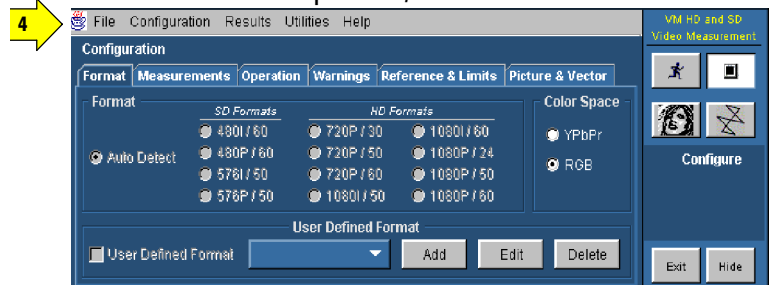 4
File Configuration Results Utilities Help
VM HD and SD
Video Measurement
Configuration
Format Measurements Operation Warnings Reference & Limits Picture & Vector
Format
SD Formats HD Formats
Color Space
480I / 60 720P / 30 1080I / 60
YPbPr
Auto Detect 480P / 60 720P / 50 1080P / 24
RGB
576I / 50 720P / 60 1080P / 50
576P / 50 1080I / 50 1080P / 60
Configure
User Defined Format
User Defined Format Add Edit Delete
Exit Hide